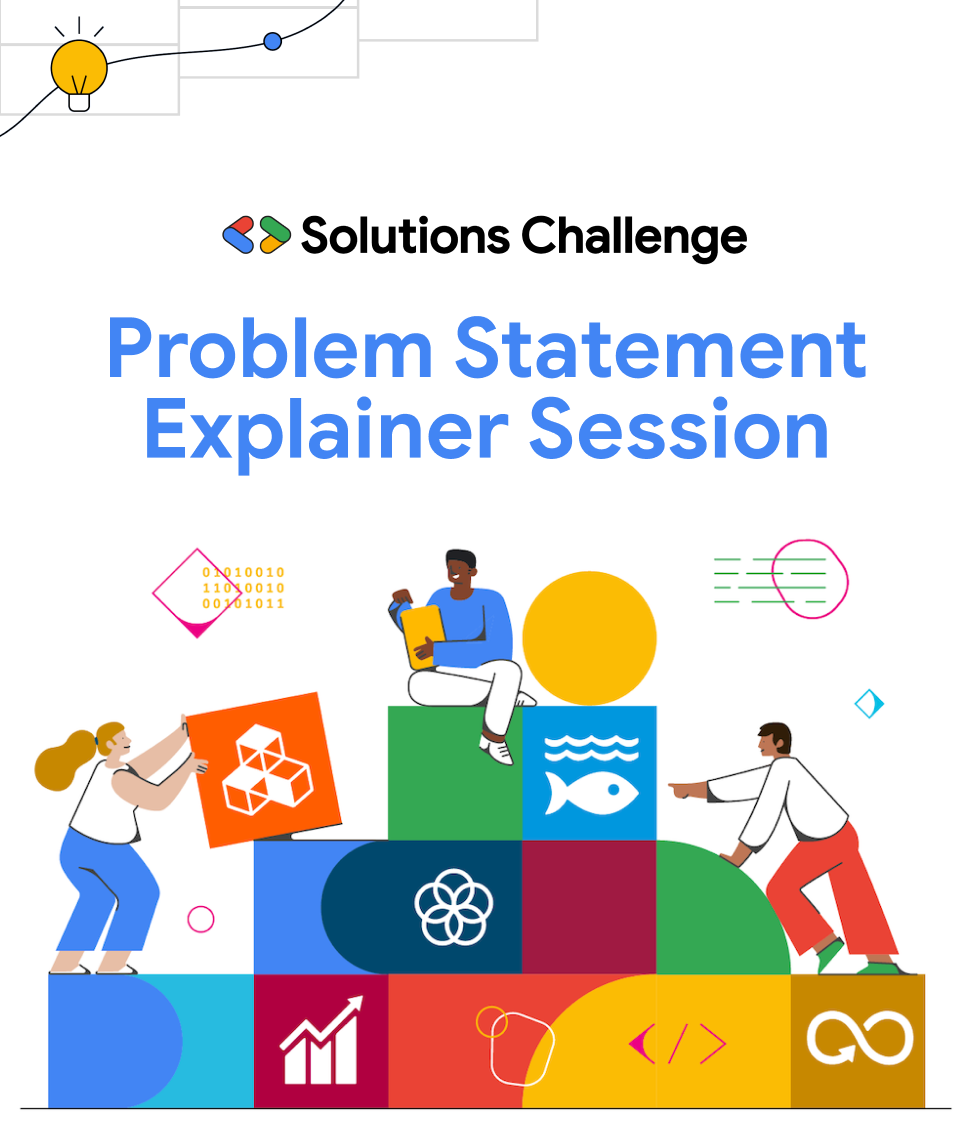 Solutions Challenge
Problem Statement
Explainer Session
01010010
11010010
00101011